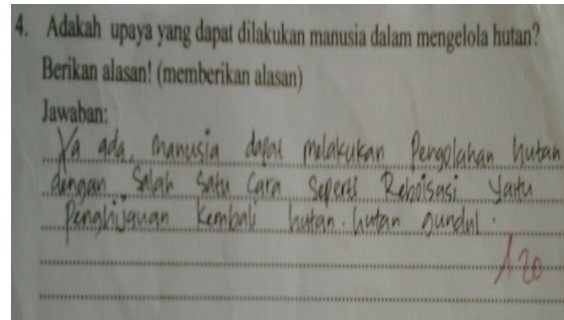 4. Adakah upaya yang dapat dilakukan manusia dalam mengelola hutan?
Berikan alasan! (memberikan alasan)
Jawaban:
Ya ada, manusia dapat melakukan Pengolahan hutan
dengan Salah Satu Cara Seperti Reboisasi yaitu
Penghijauan Kembali hutan-hutan gundul.
20